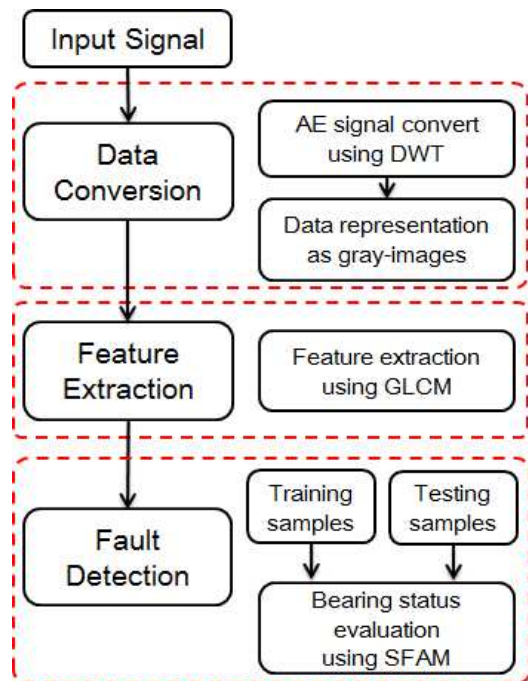 Input Signal
Data
Conversion
AE signal convert
using DWT
Data representation
as gray-images
Feature
Extraction
Feature extraction
using GLCM
Fault
Detection
Training
samples
Testing
samples
Bearing status
evaluation
using SFAM